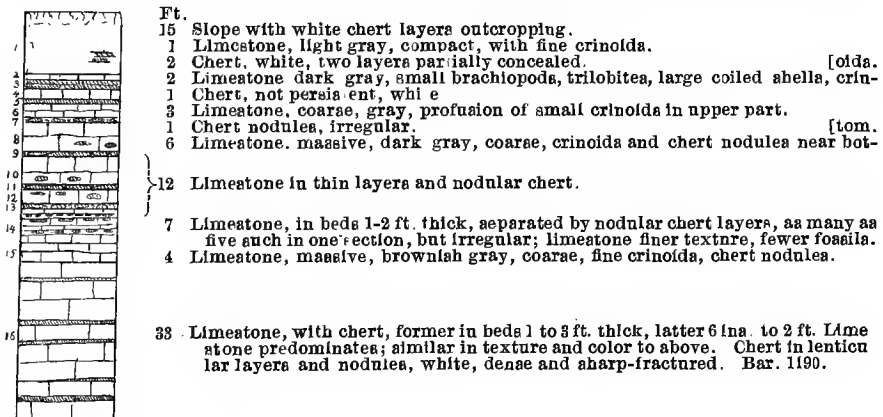 Ft.
15 Slope with white chert layers outcropping.
1 Limestone, light gray, compact, with fine crinoids.
2 Chert, white, two layers partially concealed. [oids.
2 Limestone dark gray, small brachiopods, trilobites, large coiled shells, crin-
1 Chert, not persis ent, whi e
3 Limestone, coarse, gray, profusion of small crinoids in upper part.
1 Chert nodules, irregular. [tom.
6 Limestone. massive, dark gray, coarse, crinoids and chert nodules near bot-
12 Limestone in thin layers and nodular chert.
7 Limestone, in beds 1-2 ft. thick, separated by nodular chert layers, as many as
five such in one section, but irregular; limestone finer texture, fewer fossils.
4 Limestone, massive, brownish gray, coarse, fine crinoids, chert nodules.
33 Limestone, with chert, former in beds 1 to 3 ft. thick, latter 6 ins. to 2 ft. Lime
stone predominates; similar in texture and color to above. Chert in lenticu
lar layers and nodules, white, dense and sharp-fractured. Bar. 1190.
1
2
3
4
5
6
7
8
9
10
11
12
13
14
15
16